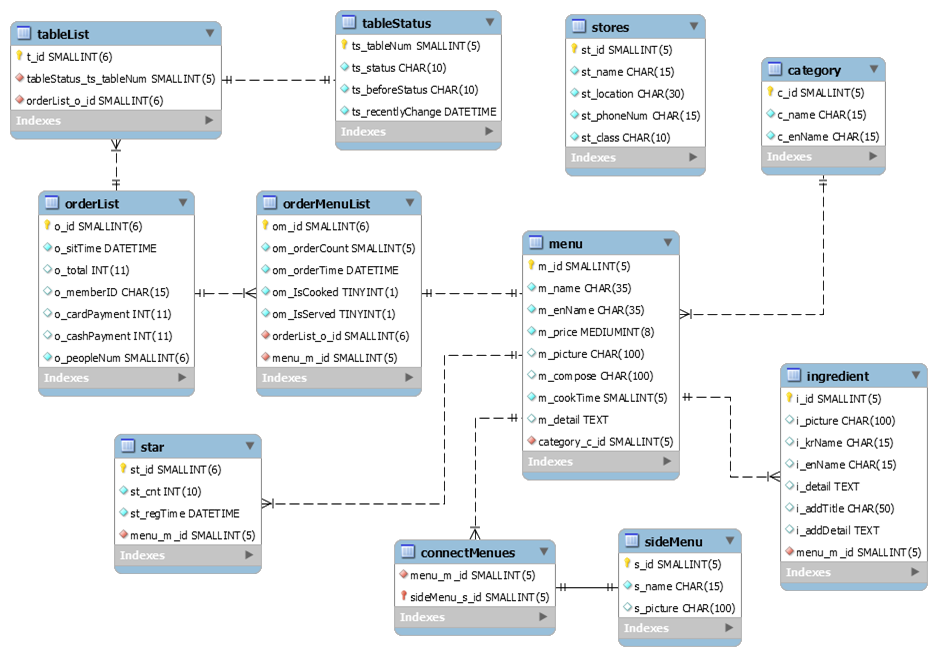 tableList
t_id SMALLINT(6)
tableStatus_ts_tableNum SMALLINT(5)
orderList_o_id SMALLINT(6)
Indexes
tableStatus
ts_tableNum SMALLINT(5)
ts_status CHAR(10)
ts_beforeStatus CHAR(10)
ts_recentlyChange DATETIME
Indexes
stores
st_id SMALLINT(5)
st_name CHAR(15)
st_location CHAR(30)
st_phoneNum CHAR(15)
st_class CHAR(10)
Indexes
category
c_id SMALLINT(5)
c_name CHAR(15)
c_enName CHAR(15)
Indexes
orderList
o_id SMALLINT(6)
o_sitTime DATETIME
o_total INT(11)
o_memberID CHAR(15)
o_cardPayment INT(11)
o_cashPayment INT(11)
o_peopleNum SMALLINT(6)
Indexes
orderMenuList
om_id SMALLINT(6)
om_orderCount SMALLINT(5)
om_orderTime DATETIME
om_IsCooked TINYINT(1)
om_IsServed TINYINT(1)
orderList_o_id SMALLINT(6)
menu_m_id SMALLINT(5)
Indexes
menu
m_id SMALLINT(5)
m_name CHAR(35)
m_enName CHAR(35)
m_price MEDIUMINT(8)
m_picture CHAR(100)
m_compose CHAR(100)
m_cookTime SMALLINT(5)
m_detail TEXT
category_c_id SMALLINT(5)
Indexes
ingredient
i_id SMALLINT(5)
i_picture CHAR(100)
i_krName CHAR(15)
i_enName CHAR(15)
i_detail TEXT
i_addTitle CHAR(50)
i_addDetail TEXT
menu_m_id SMALLINT(5)
Indexes
star
st_id SMALLINT(6)
st_cnt INT(10)
st_regTime DATETIME
menu_m_id SMALLINT(5)
Indexes
connectMenues
menu_m_id SMALLINT(5)
sideMenu_s_id SMALLINT(5)
Indexes
sideMenu
s_id SMALLINT(5)
s_name CHAR(15)
s_picture CHAR(100)
Indexes